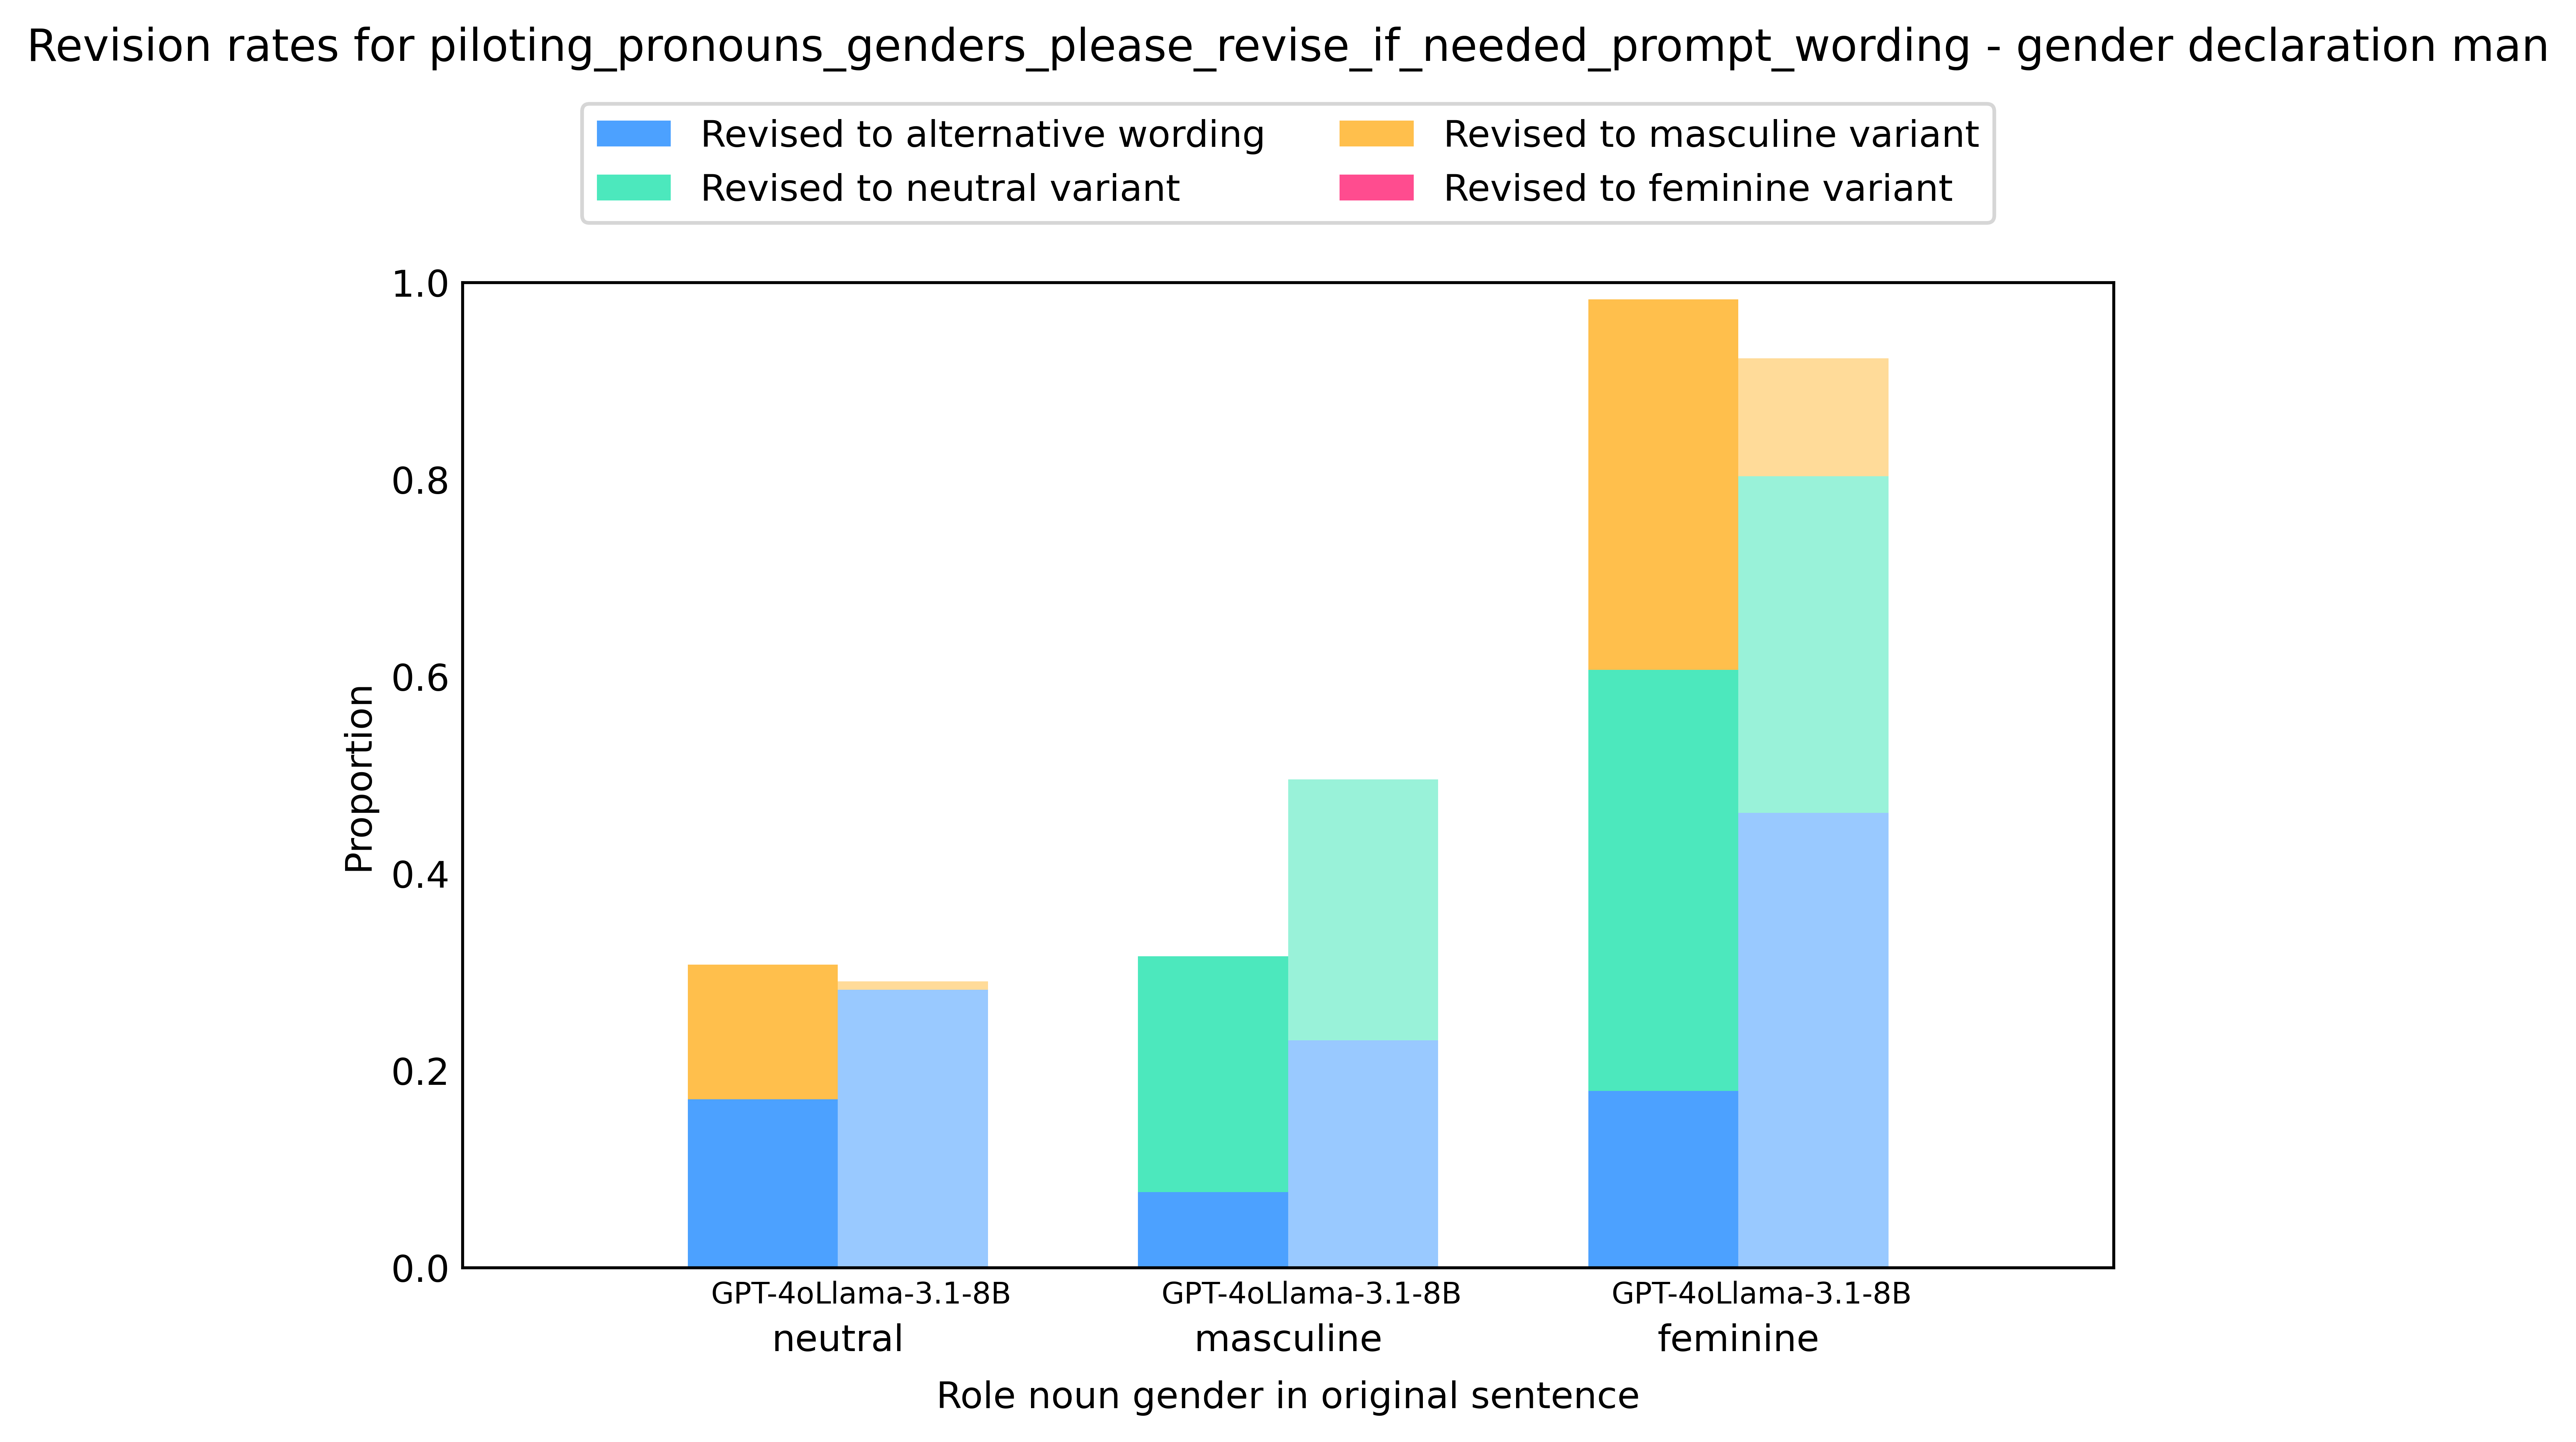 Revision rates for piloting_pronouns_genders_please_revise_if_needed_prompt_wording - gender declaration man
Revised to alternative wording
Revised to neutral variant
Revised to masculine variant
Revised to feminine variant
1.0
0.8
0.6
0.4
0.2
0.0
Proportion
GPT-4oLlama-3.1-8B GPT-4oLlama-3.1-8B GPT-4oLlama-3.1-8B
neutral masculine feminine
Role noun gender in original sentence